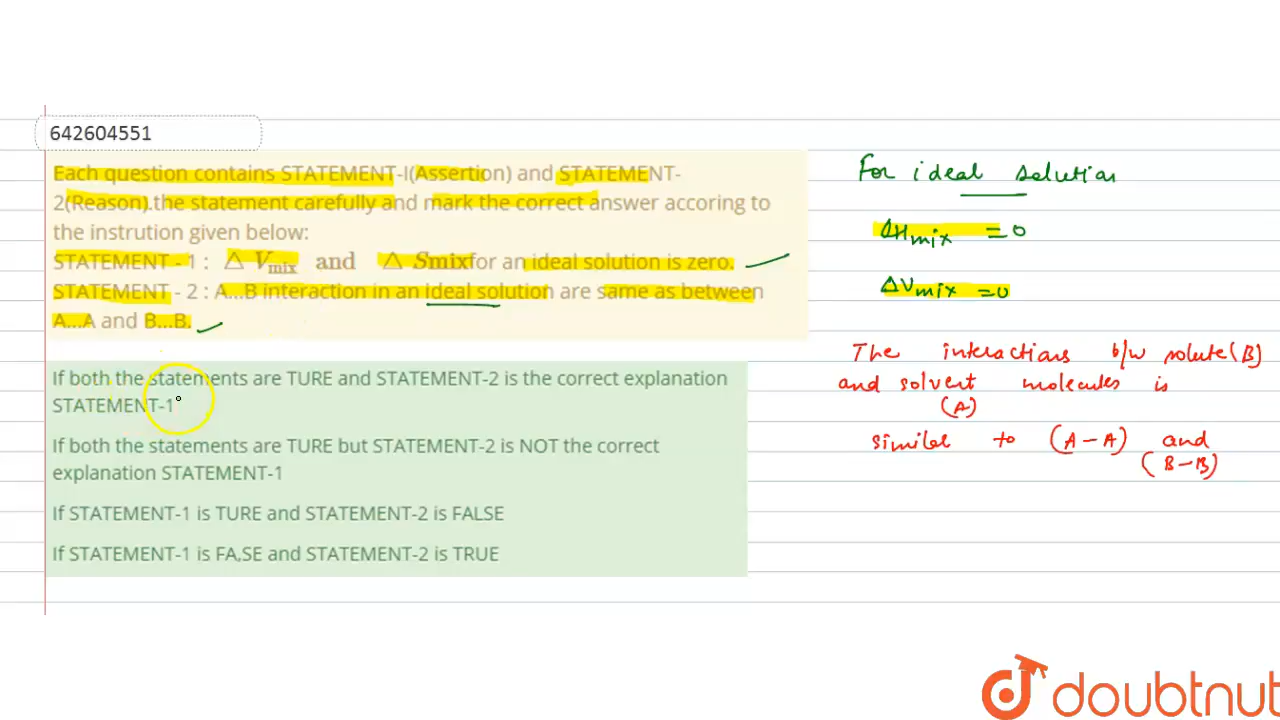 642604551
Each question contains STATEMENT-I(Assertion) and STATEMENT-
2(Reason).the statement carefully and mark the correct answer accoring to
the instrution given below:
STATEMENT - 1 : △ Vmix and △ Smix for an ideal solution is zero.
STATEMENT - 2 : A...B interaction in an ideal solution are same as between
A...A and B...B.
If both the statements are TURE and STATEMENT-2 is the correct explanation
STATEMENT-1
If both the statements are TURE but STATEMENT-2 is NOT the correct
explanation STATEMENT-1
If STATEMENT-1 is TURE and STATEMENT-2 is FALSE
If STATEMENT-1 is FA,SE and STATEMENT-2 is TRUE
For ideal solution
ΔHmix = 0
ΔVmix = 0
The interactions b/w solute(B)
and solvent molecules is
(A)
similar to (A-A) and
(B-B)
doubtnut